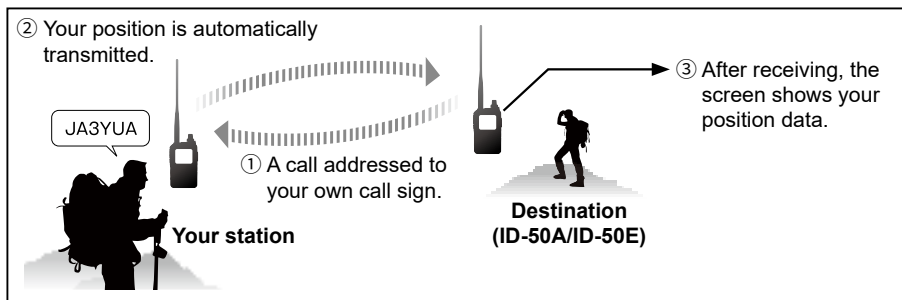 ② Your position is automatically
transmitted.
JA3YUA
① A call addressed to
your own call sign.
③ After receiving, the
screen shows your
position data.
Your station
Destination
(ID-50A/ID-50E)